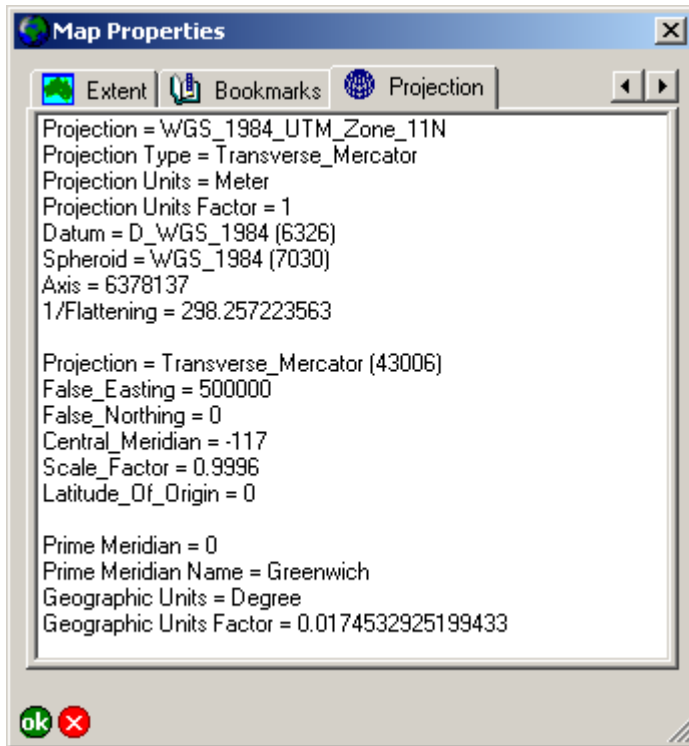 Map Properties
Extent
Bookmarks
Projection
Projection = WGS_1984_UTM_Zone_11N
Projection Type = Transverse_Mercator
Projection Units = Meter
Projection Units Factor = 1
Datum = D_WGS_1984 (6326)
Spheroid = WGS_1984 (7030)
Axis = 6378137
1/Flattening = 298.257223563
Projection = Transverse_Mercator (43006)
False_Easting = 500000
False_Northing = 0
Central_Meridian = -117
Scale_Factor = 0.9996
Latitude_Of_Origin = 0
Prime Meridian = 0
Prime Meridian Name = Greenwich
Geographic Units = Degree
Geographic Units Factor = 0.0174532925199433
ok